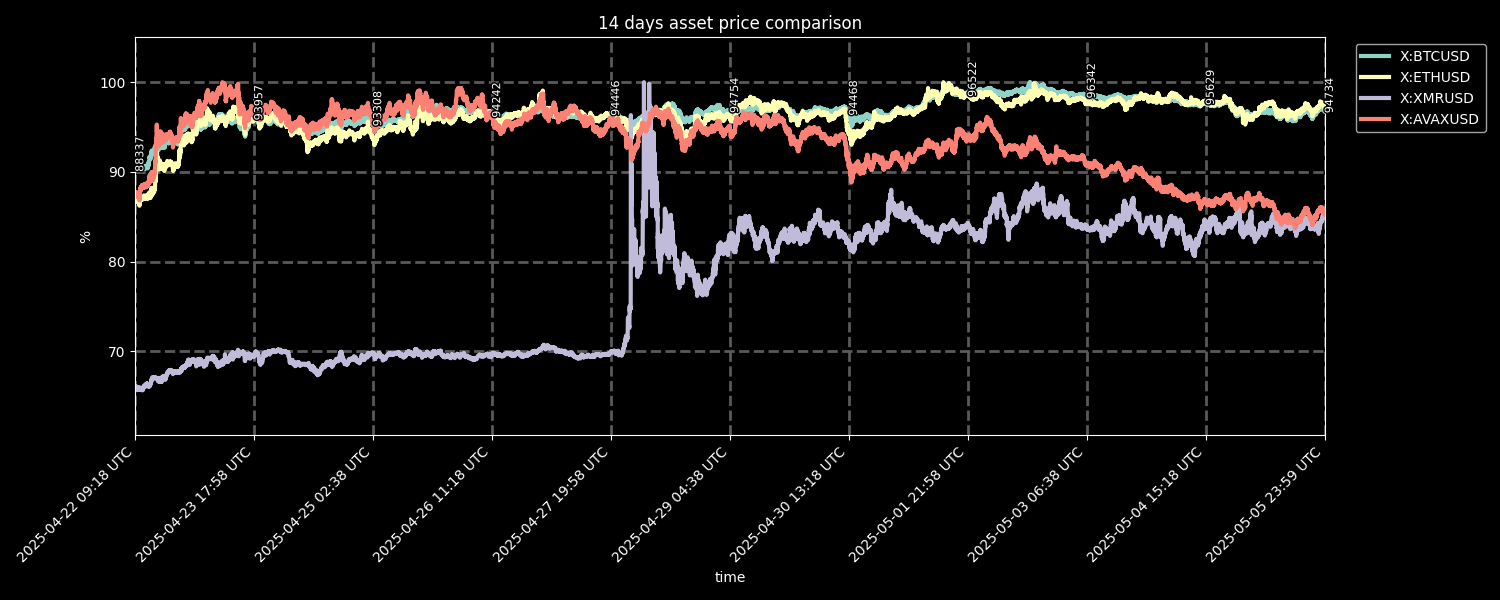 14 days asset price comparison
X:BTCUSD
X:ETHUSD
X:XMRUSD
X:AVAXUSD
100
90
80
70
%
88337
93957
93308
94242
94446
94754
94468
96522
96342
95629
94734
2025-04-22 09:18 UTC
2025-04-23 17:58 UTC
2025-04-25 02:38 UTC
2025-04-26 11:18 UTC
2025-04-27 19:58 UTC
2025-04-29 04:38 UTC
2025-04-30 13:18 UTC
2025-05-01 21:58 UTC
2025-05-03 06:38 UTC
2025-05-04 15:18 UTC
2025-05-05 23:59 UTC
time